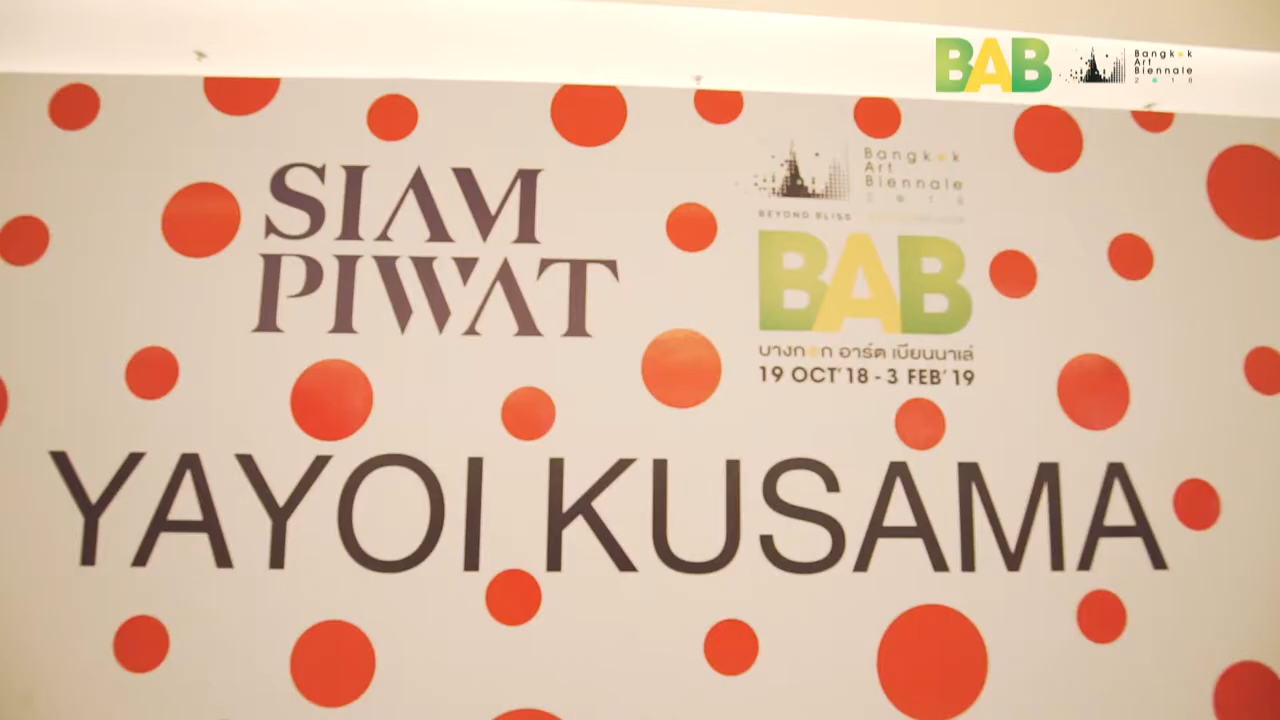 BAB
Bangkok
Art
Biennale
2018
SIAM
PIWAT
Bangkok
Art
Biennale
2018
BEYOND BLISS
BAB
บางกอก อาร์ต เบียนนาเล่
19 OCT'18 - 3 FEB'19
YAYOI KUSAMA